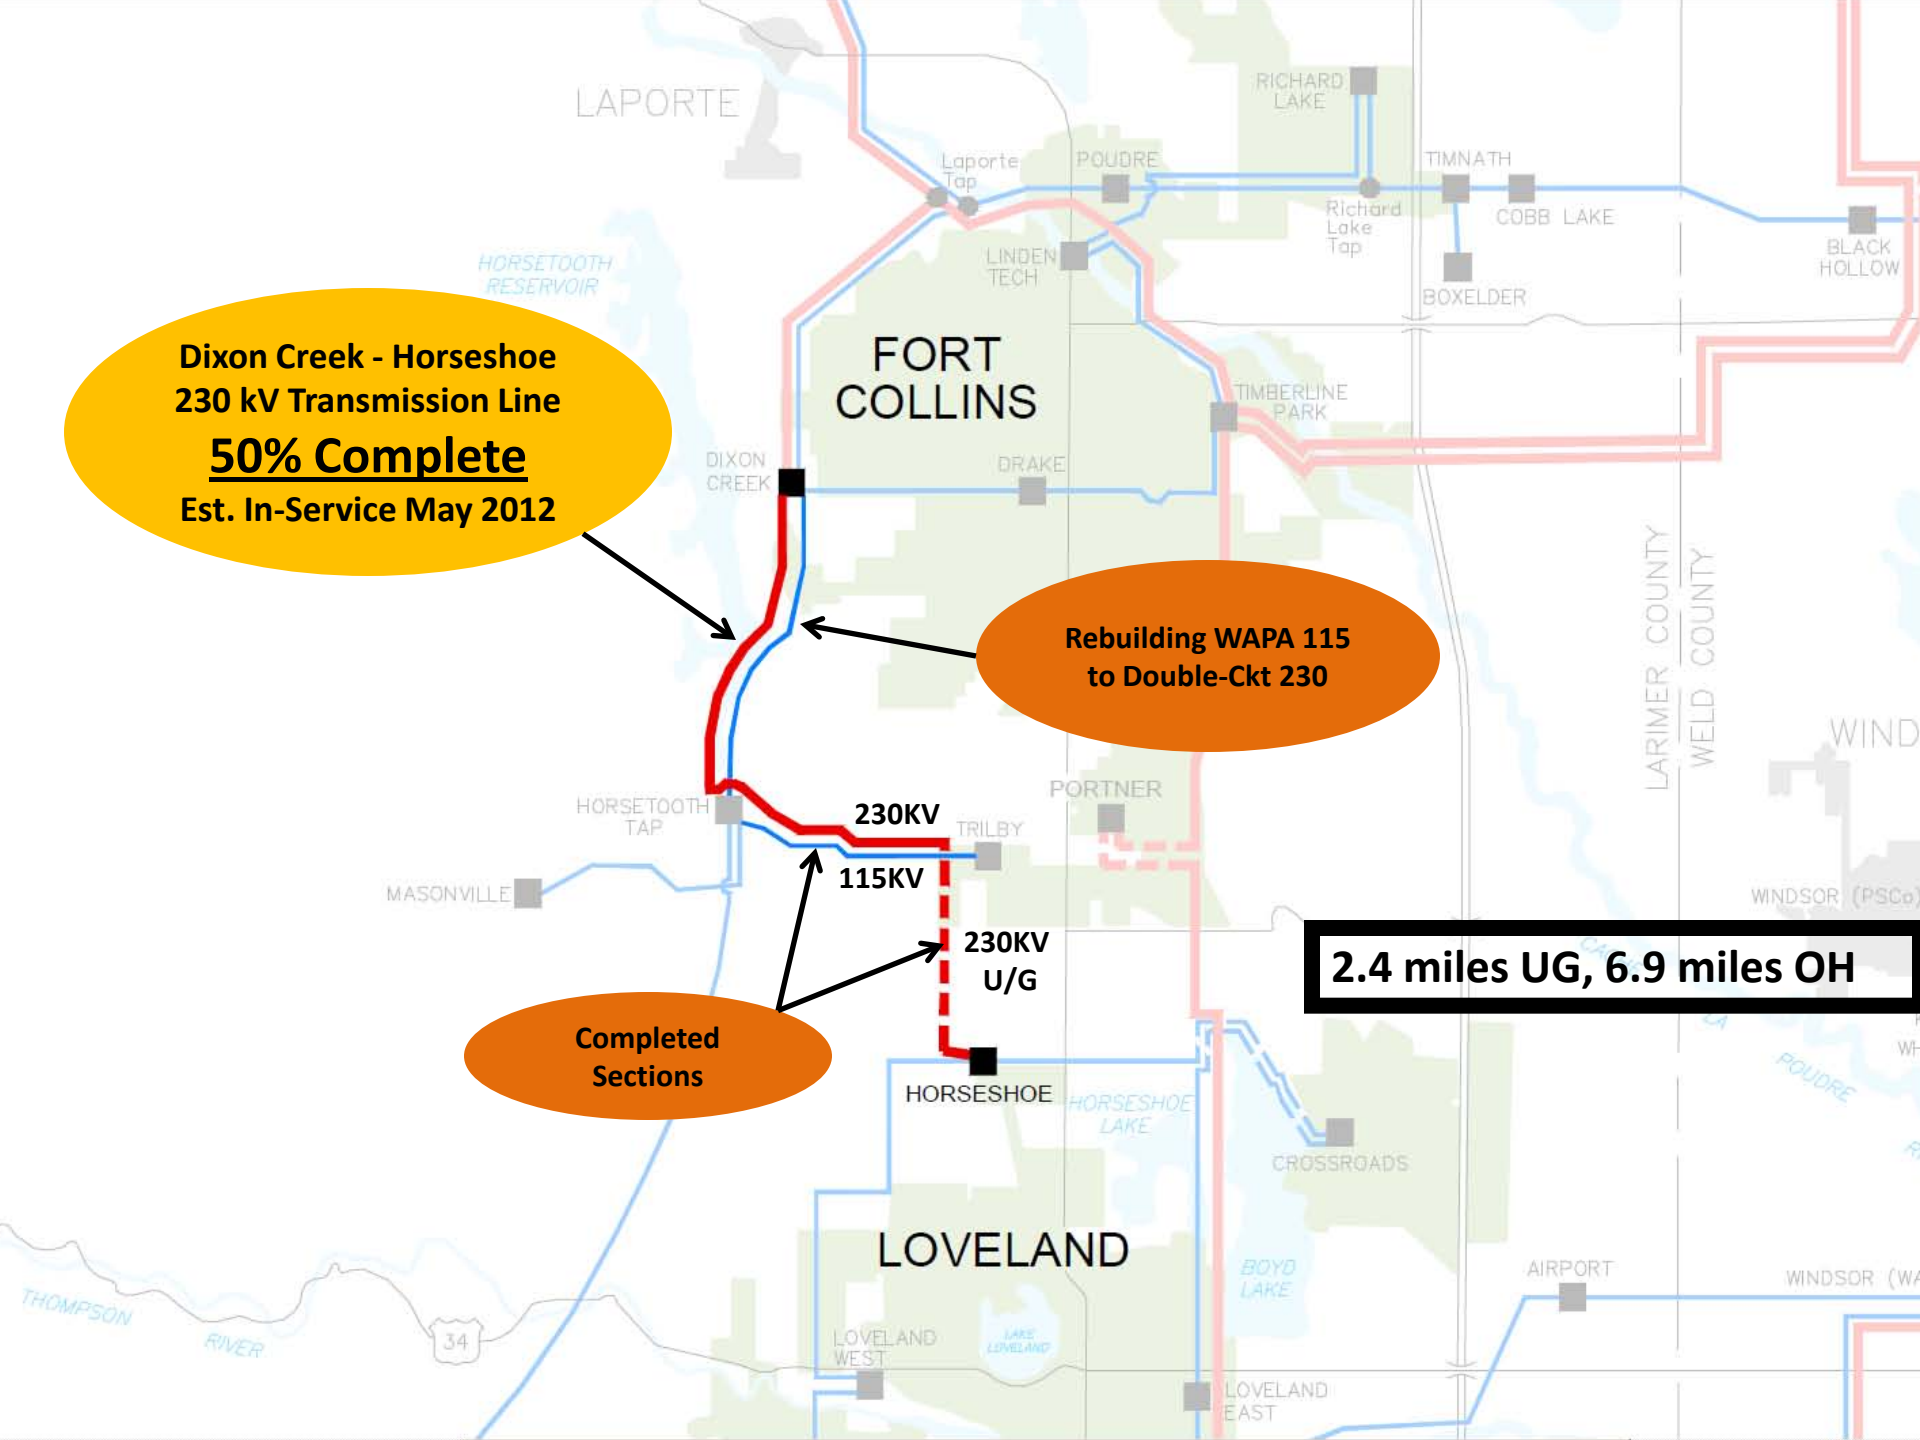 LAPORTE
RICHARD
LAKE
Laporte
Tap
POUDRE
TIMNATH
Richard
Lake
Tap
COBB LAKE
BLACK
HOLLOW
HORSETOOTH
RESERVOIR
LINDEN
TECH
BOXELDER
Dixon Creek - Horseshoe
230 kV Transmission Line
50% Complete
Est. In-Service May 2012
FORT
COLLINS
TIMBERLINE
PARK
DIXON
CREEK
DRAKE
LARIMER COUNTY
WELD COUNTY
Rebuilding WAPA 115
to Double-Ckt 230
WIND
HORSETOOTH
TAP
230KV
TRILBY
PORTNER
115KV
MASONVILLE
WINDSOR (PSCo)
230KV
U/G
2.4 miles UG, 6.9 miles OH
Completed
Sections
LA
POUDRE
WH
HORSESHOE
HORSESHOE
LAKE
CROSSROADS
LOVELAND
BOYD
LAKE
AIRPORT
WINDSOR (WA
THOMPSON
RIVER
34
LOVELAND
WEST
LAKE
LOVELAND
LOVELAND
EAST